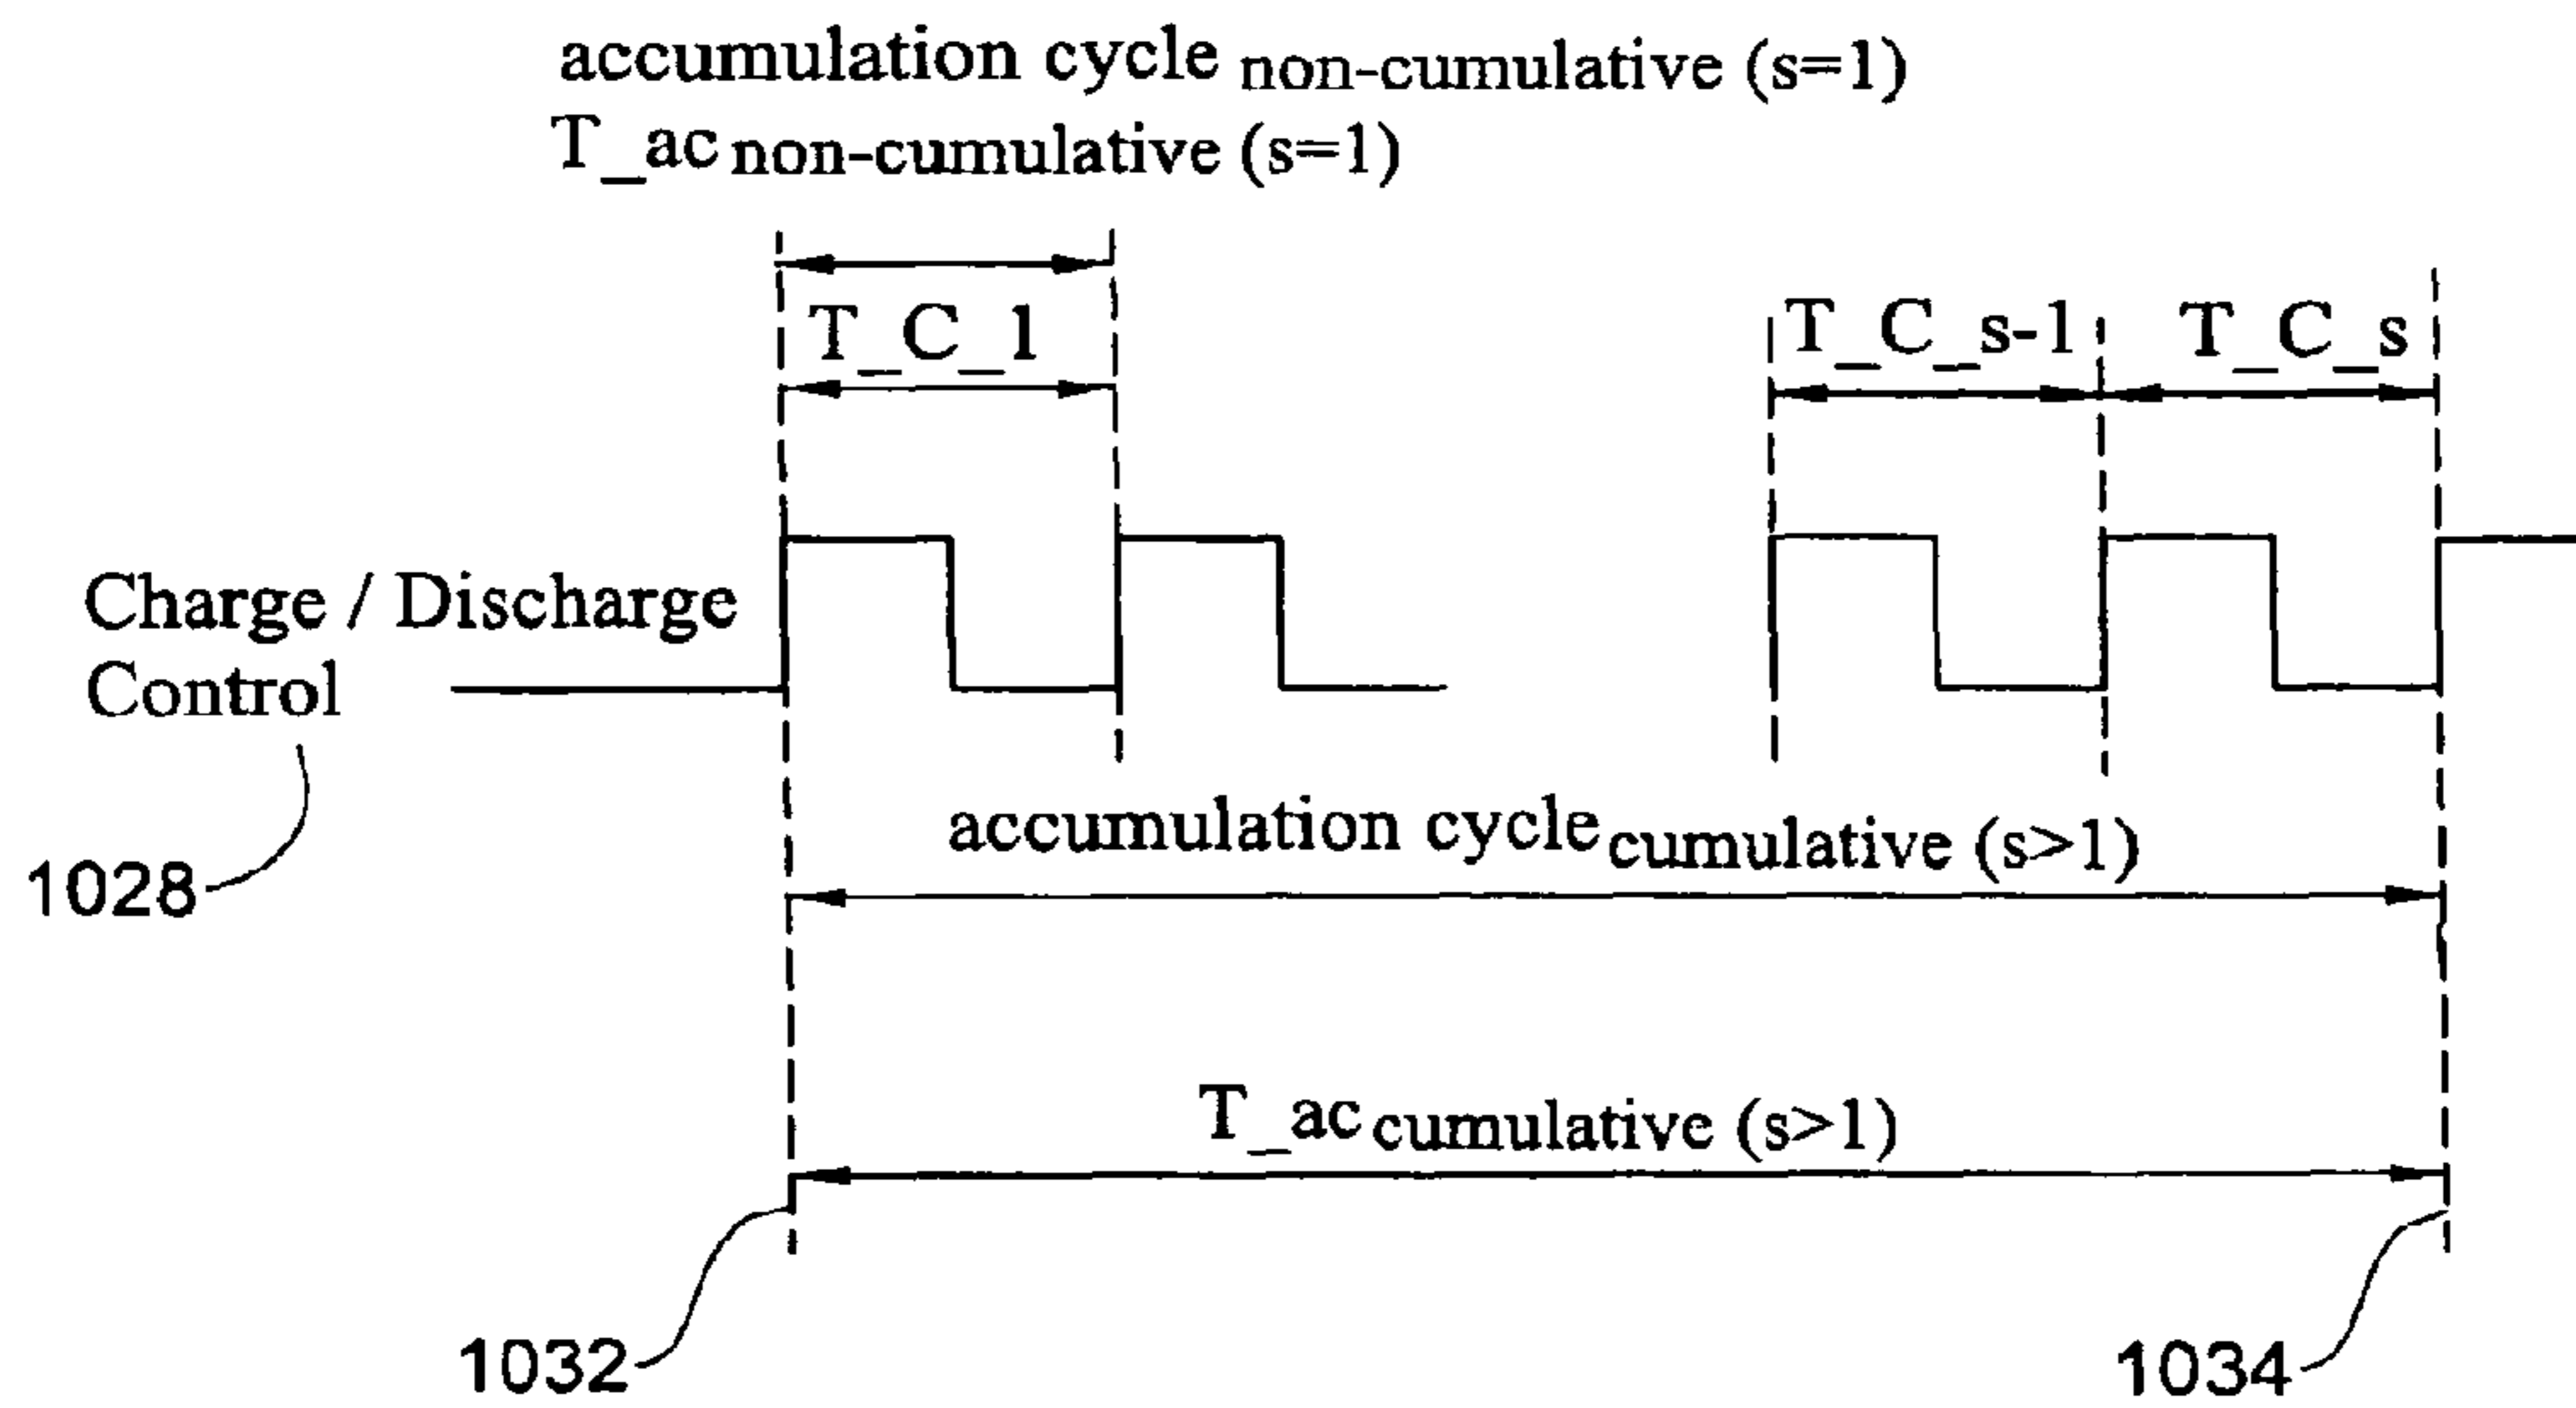 accumulation cycle non-cumulative (s=1)
T_ac non-cumulative (s=1)
T_C_1
T_C_s-1
T_C_s
Charge / Discharge
Control
1028
accumulation cycle cumulative (s>1)
T_ac cumulative (s>1)
1032
1034